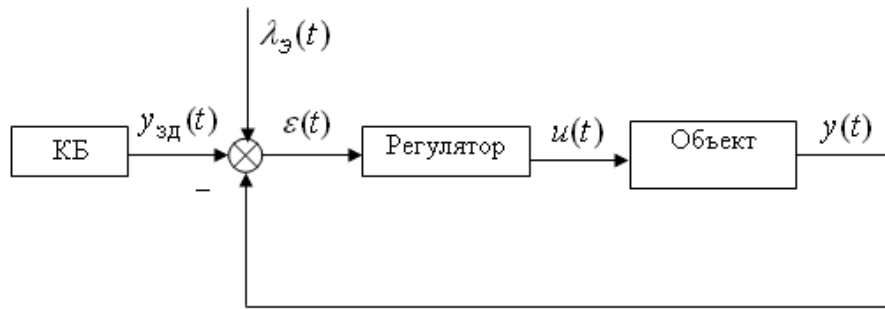 λэ(t)
КБ
yзд(t)
ε(t)
Регулятор
u(t)
Объект
y(t)
−